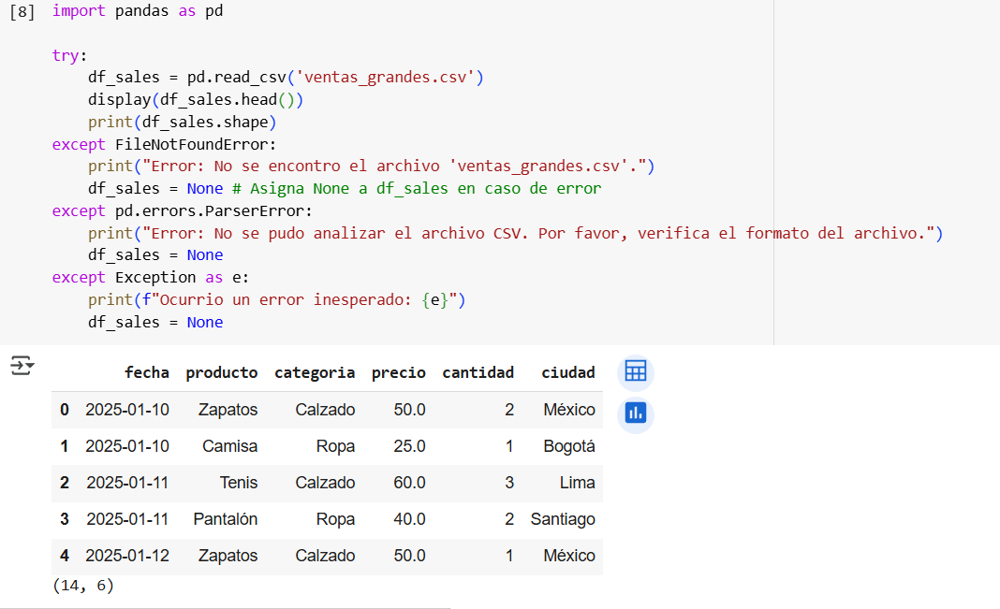 [8] import pandas as pd
try:
df_sales = pd.read_csv('ventas_grandes.csv')
display(df_sales.head())
print(df_sales.shape)
except FileNotFoundError:
print("Error: No se encontro el archivo 'ventas_grandes.csv'.")
df_sales = None # Asigna None a df_sales en caso de error
except pd.errors.ParserError:
print("Error: No se pudo analizar el archivo CSV. Por favor, verifica el formato del archivo.")
df_sales = None
except Exception as e:
print(f"Ocurrio un error inesperado: {e}")
df_sales = None
fecha producto categoria precio cantidad ciudad
0 2025-01-10 Zapatos Calzado 50.0 2 México
1 2025-01-10 Camisa Ropa 25.0 1 Bogotá
2 2025-01-11 Tenis Calzado 60.0 3 Lima
3 2025-01-11 Pantalón Ropa 40.0 2 Santiago
4 2025-01-12 Zapatos Calzado 50.0 1 México
(14, 6)